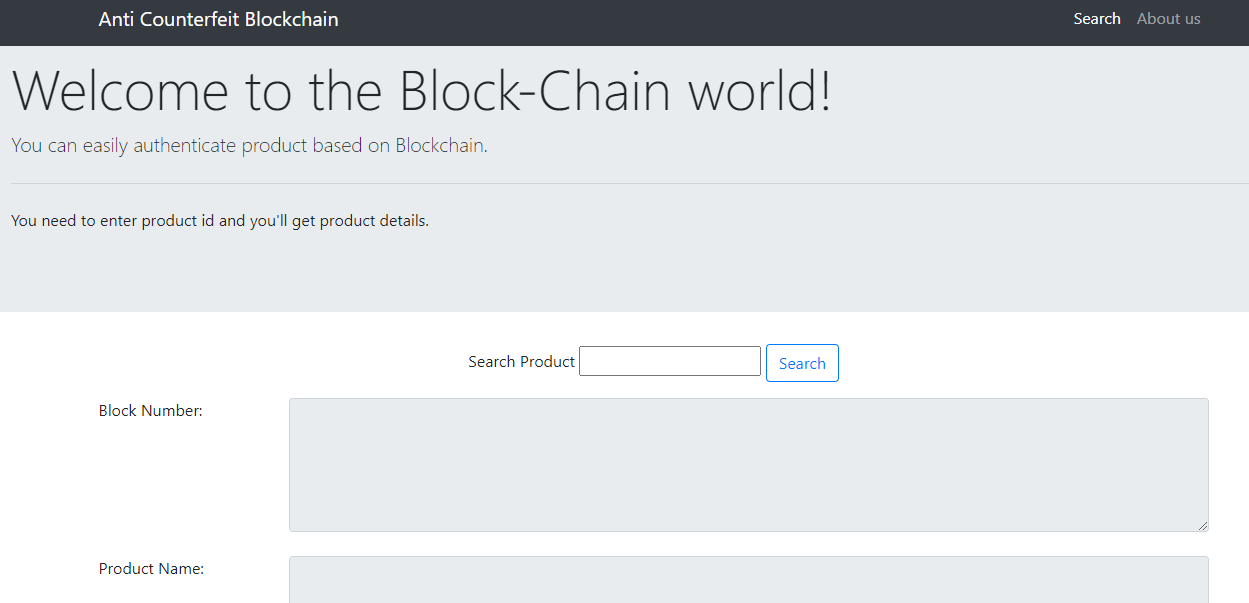 Anti Counterfeit Blockchain
Search
About us
Welcome to the Block-Chain world!
You can easily authenticate product based on Blockchain.
You need to enter product id and you'll get product details.
Search Product
Search
Block Number:
Product Name: